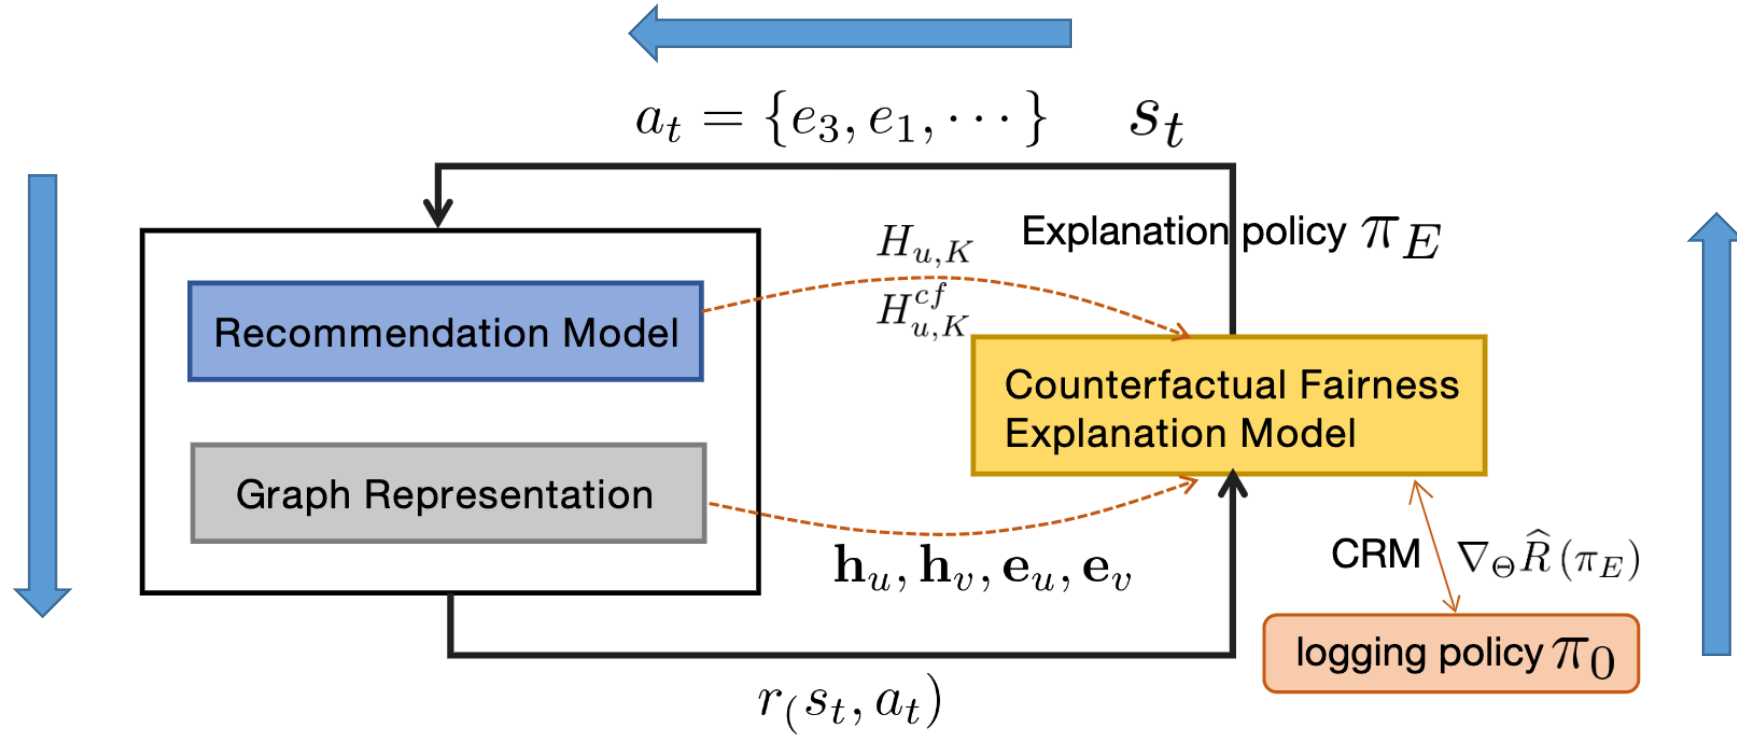 a_t = {e_3, e_1, ⋯} s_t
Explanation policy π_E
H_{u,K}
H_{u,K}^{cf}
Recommendation Model
Counterfactual Fairness
Explanation Model
Graph Representation
h_u, h_v, e_u, e_v
CRM ∇_Θ R̂ (π_E)
logging policy π_0
r(s_t, a_t)